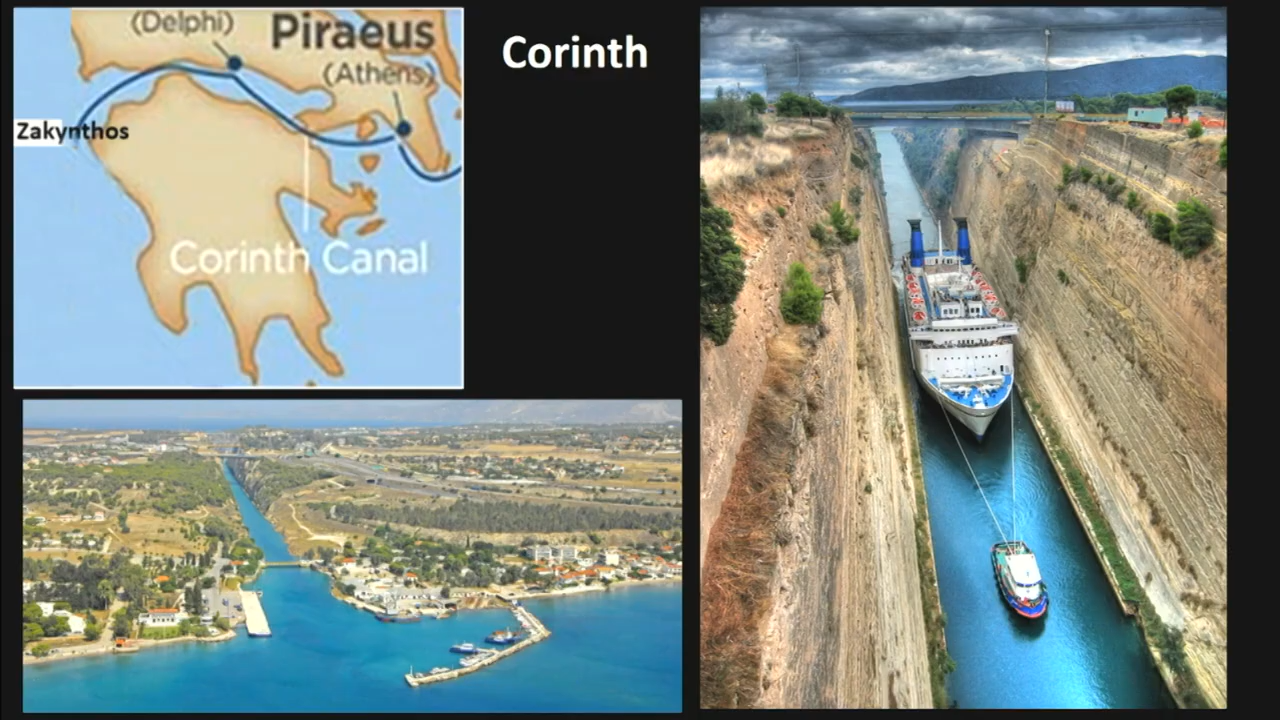 (Delphi)
Piraeus
(Athens)
Zakynthos
Corinth Canal
Corinth